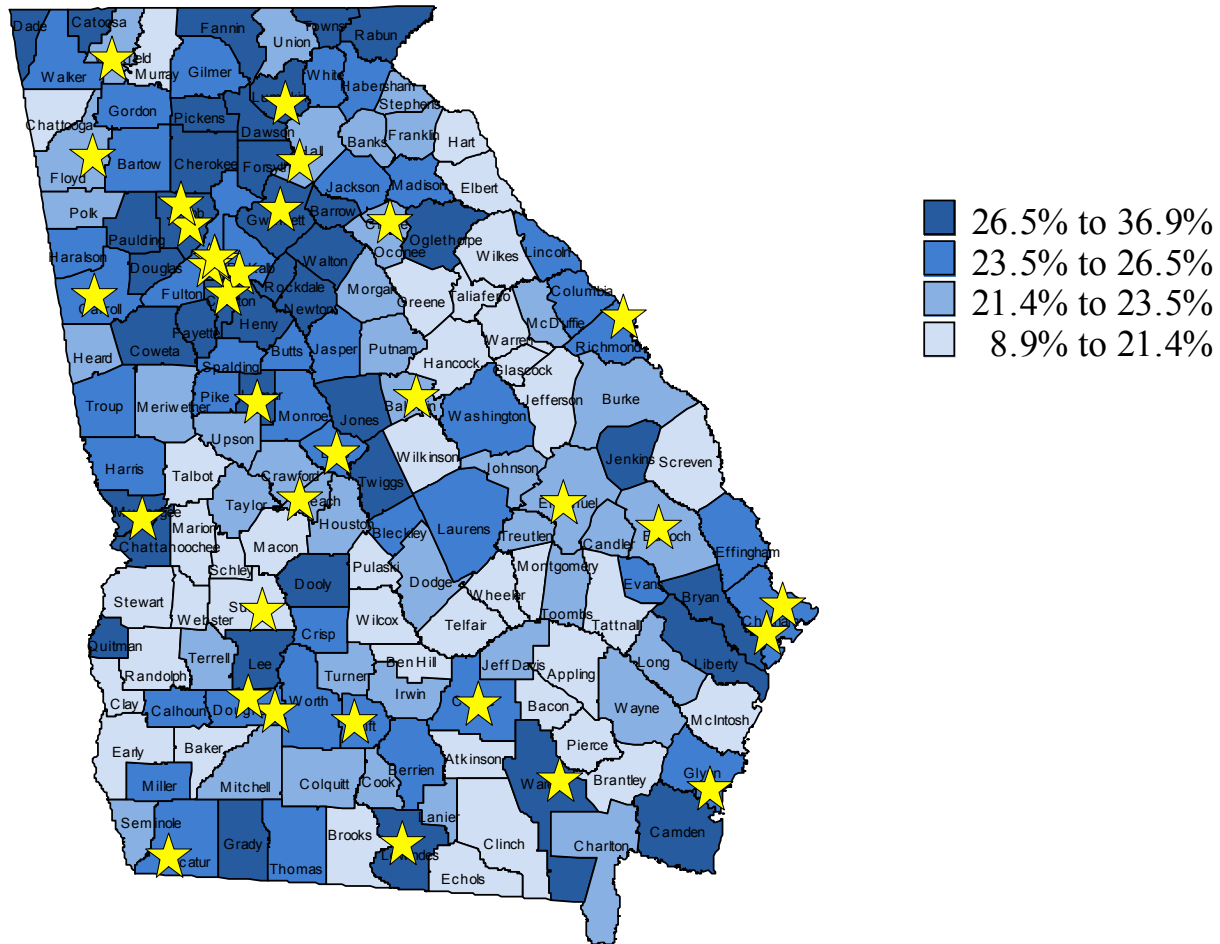 Dade
Catoosa
Fannin
Towns
Rabun
Union
Walker
Murray
Gilmer
White
Habersham
Stephens
Chattooga
Gordon
Pickens
Dawson
Banks
Franklin
Hart
Floyd
Bartow
Cherokee
Forsyth
Jackson
Madison
Elbert
Polk
Paulding
Barrow
Oconee
Oglethorpe
Wilkes
Lincoln
Haralson
Douglas
Fulton
Walton
Rockdale
Newton
Morgan
Greene
Taliaferro
Columbia
McDuffie
Richmond
Heard
Coweta
Fayette
Henry
Butts
Jasper
Putnam
Hancock
Warren
Glascock
Spalding
Troup
Meriwether
Pike
Monroe
Jones
Washington
Jefferson
Burke
Upson
Harris
Talbot
Crawford
Twiggs
Wilkinson
Johnson
Jenkins
Screven
Taylor
Houston
Bleckley
Laurens
Treutlen
Candler
Effingham
Chattahoochee
Marion
Macon
Schley
Pulaski
Dodge
Wheeler
Montgomery
Toombs
Evans
Bryan
Stewart
Webster
Dooly
Crisp
Wilcox
Telfair
Tattnall
Liberty
Long
Quitman
Randolph
Terrell
Lee
Turner
Ben Hill
Irwin
Jeff Davis
Appling
Wayne
McIntosh
Clay
Calhoun
Worth
Bacon
Early
Baker
Pierce
Brantley
Miller
Mitchell
Colquitt
Cook
Berrien
Atkinson
Lanier
Seminole
Grady
Thomas
Brooks
Clinch
Echols
Charlton
Camden
26.5% to 36.9%
23.5% to 26.5%
21.4% to 23.5%
8.9% to 21.4%